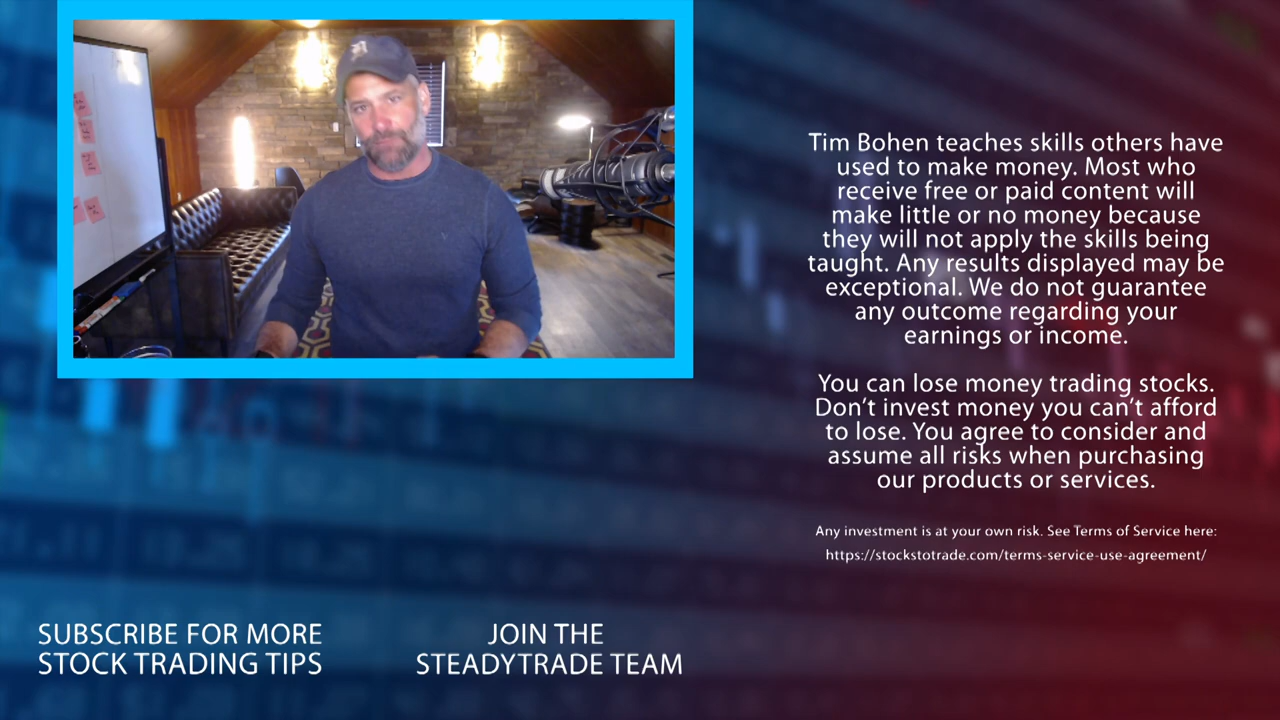 Tim Bohen teaches skills others have
used to make money. Most who
receive free or paid content will
make little or no money because
they will not apply the skills being
taught. Any results displayed may be
exceptional. We do not guarantee
any outcome regarding your
earnings or income.
You can lose money trading stocks.
Don’t invest money you can’t afford
to lose. You agree to consider and
assume all risks when purchasing
our products or services.
Any investment is at your own risk. See Terms of Service here:
https://stockstotrade.com/terms-service-use-agreement/
SUBSCRIBE FOR MORE
STOCK TRADING TIPS
JOIN THE
STEADYTRADE TEAM